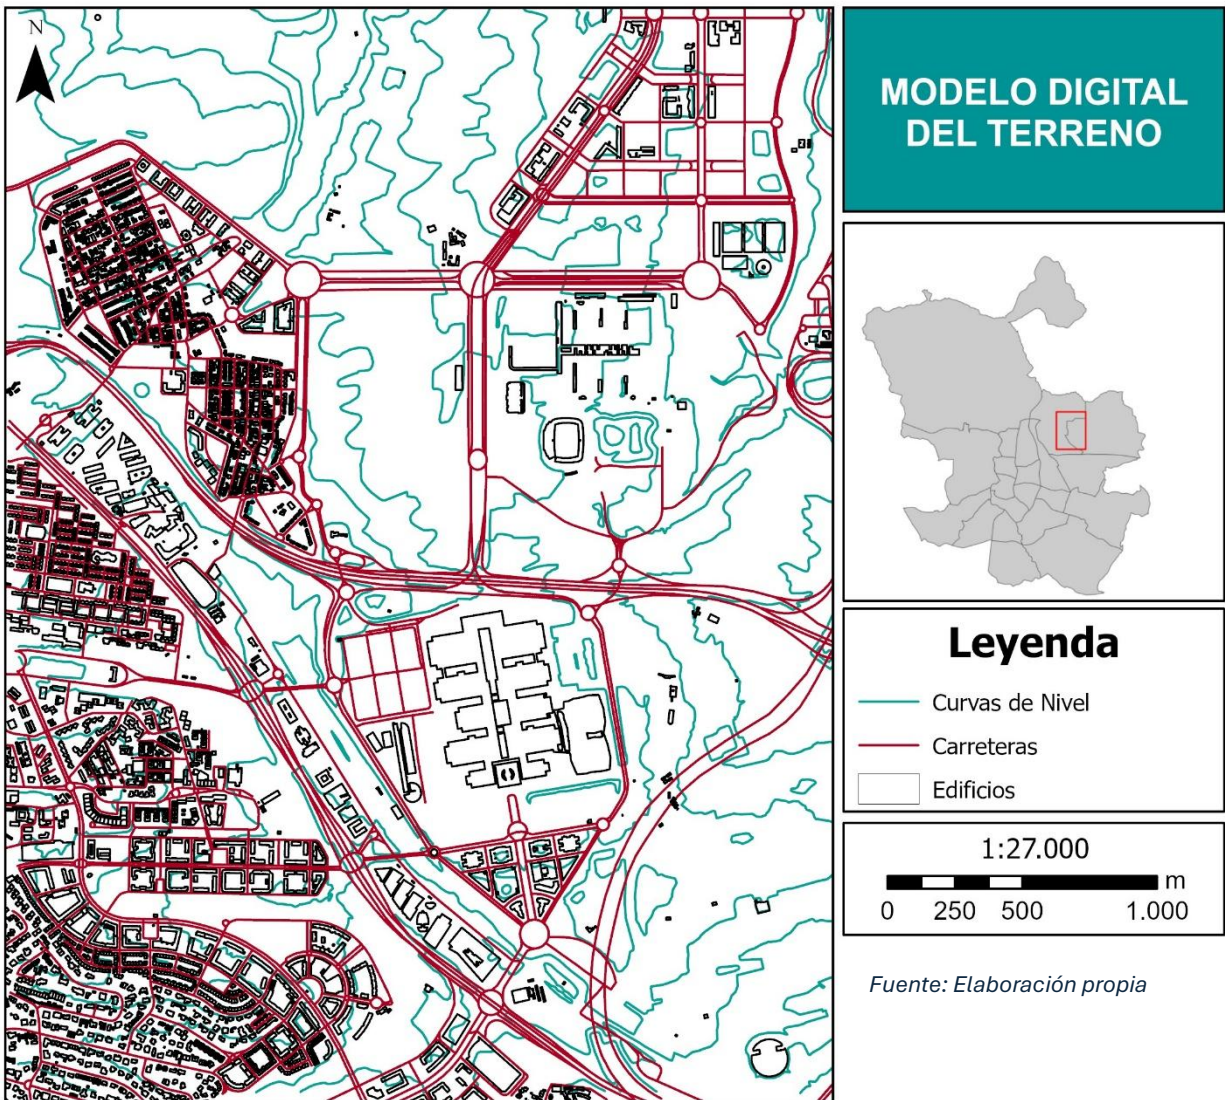 N
MODELO DIGITAL
DEL TERRENO
Leyenda
Curvas de Nivel
Carreteras
Edificios
1:27.000
m
0 250 500 1.000
Fuente: Elaboración propia